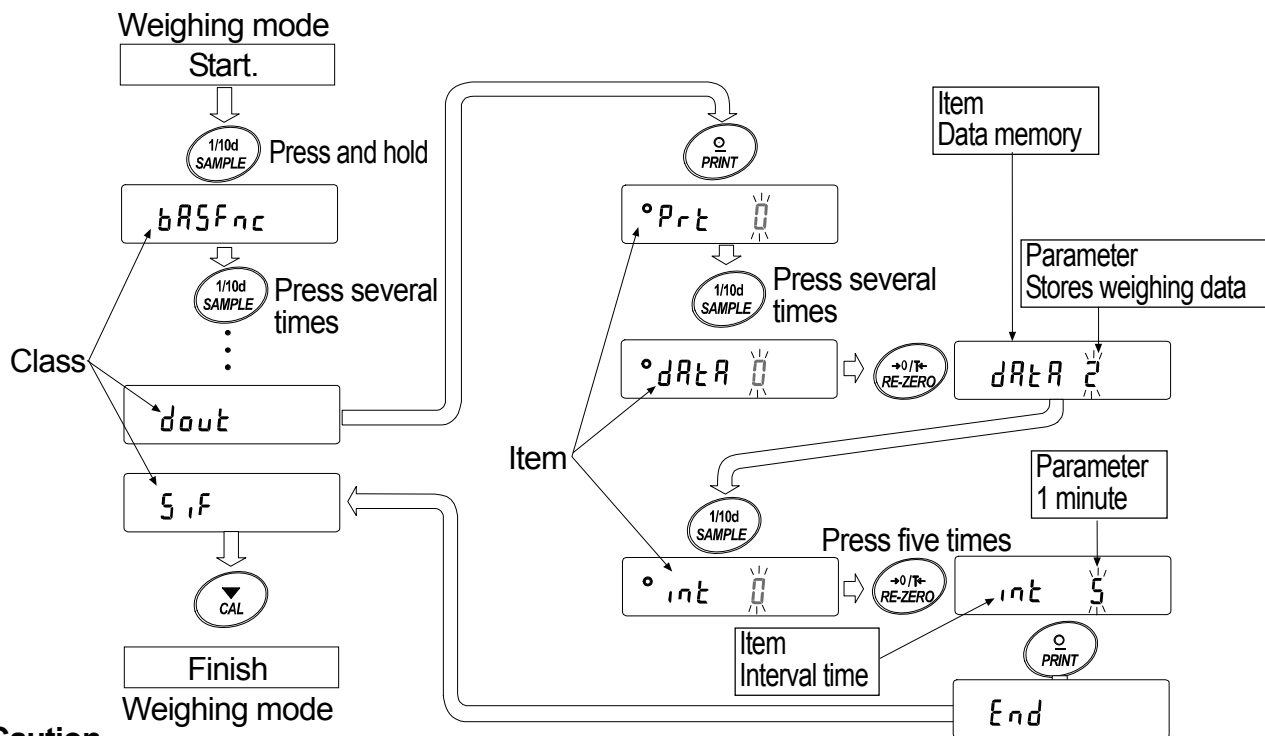 Weighing mode
Start.
1/10d
SAMPLE
Press and hold
bASFnc
1/10d
SAMPLE
Press several
times
Class
dout
SiF
CAL
Finish
Weighing mode
PRINT
Prt 0
1/10d
SAMPLE
Press several
times
dAtA 0
→0/T←
RE-ZERO
Item
Data memory
Parameter
Stores weighing data
dAtA 2
Item
1/10d
SAMPLE
int 0
Press five times
→0/T←
RE-ZERO
Parameter
1 minute
int 5
Item
Interval time
PRINT
End
Caution